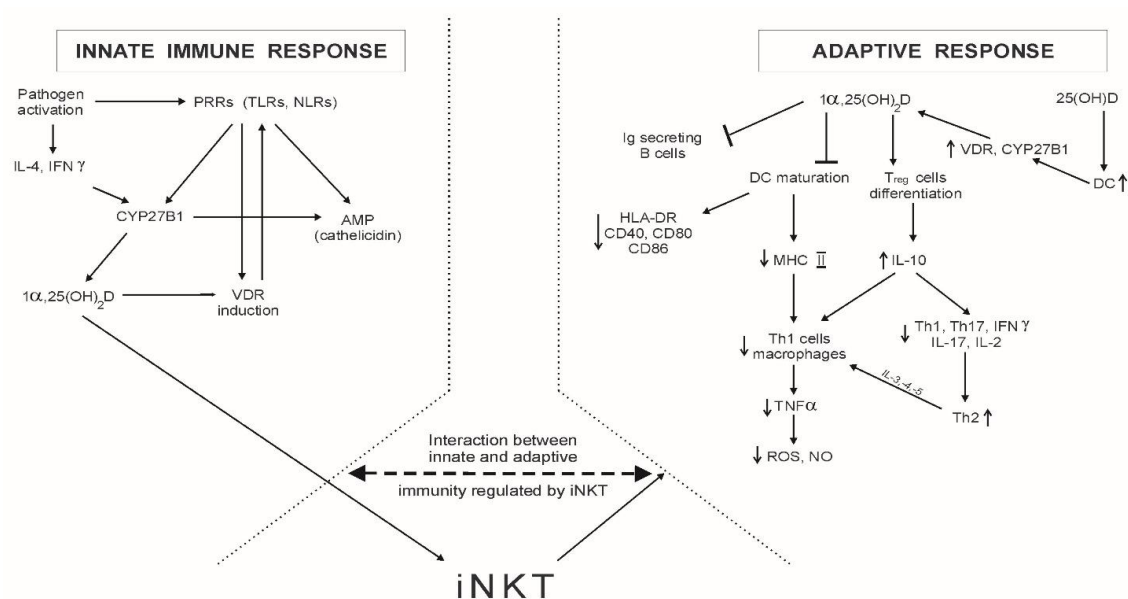 INNATE IMMUNE RESPONSE
Pathogen
activation
PRRs (TLRs, NLRs)
IL-4, IFN γ
CYP27B1
AMP
(cathelicidin)
1α,25(OH)₂D
VDR
induction
ADAPTIVE RESPONSE
1α,25(OH)₂D
25(OH)D
Ig secreting
B cells
↑ VDR, CYP27B1
DC maturation
Treg cells
differentiation
DC ↑
↓ HLA-DR
CD40, CD80
CD86
↓ MHC II
↑ IL-10
↓ Th1 cells
macrophages
↓ Th1, Th17, IFN γ
IL-17, IL-2
IL-3,-4,-5
↓ TNFα
Th2 ↑
↓ ROS, NO
Interaction between
innate and adaptive
immunity regulated by iNKT
iNKT